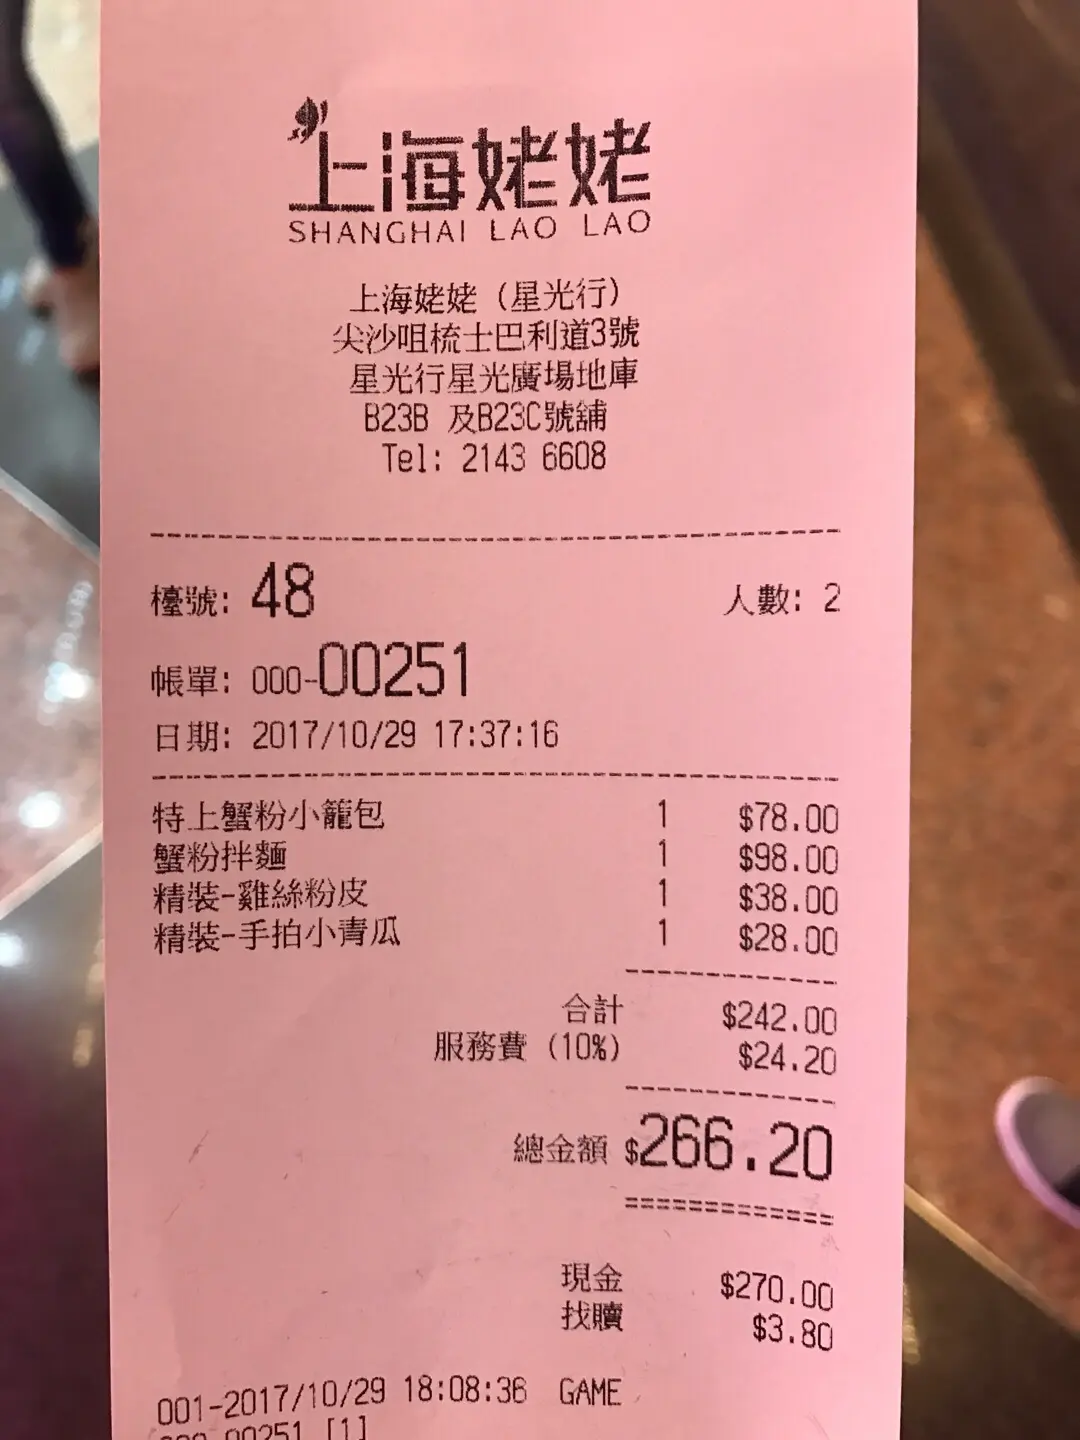 上海姥姥
SHANGHAI LAO LAO
上海姥姥 (星光行)
尖沙咀梳士巴利道3號
星光行星光廣場地庫
B23B 及B23C號舖
Tel: 2143 6608
檯號: 48 人數: 2
帳單: 000-00251
日期: 2017/10/29 17:37:16
特上蟹粉小籠包 1 $78.00
蟹粉拌麵 1 $98.00
精裝-雞絲粉皮 1 $38.00
精裝-手拍小青瓜 1 $28.00
合計 $242.00
服務費 (10%) $24.20
總金額 $266.20
現金 $270.00
找贖 $3.80
001-2017/10/29 18:08:36 GAME
000-00251 [1]